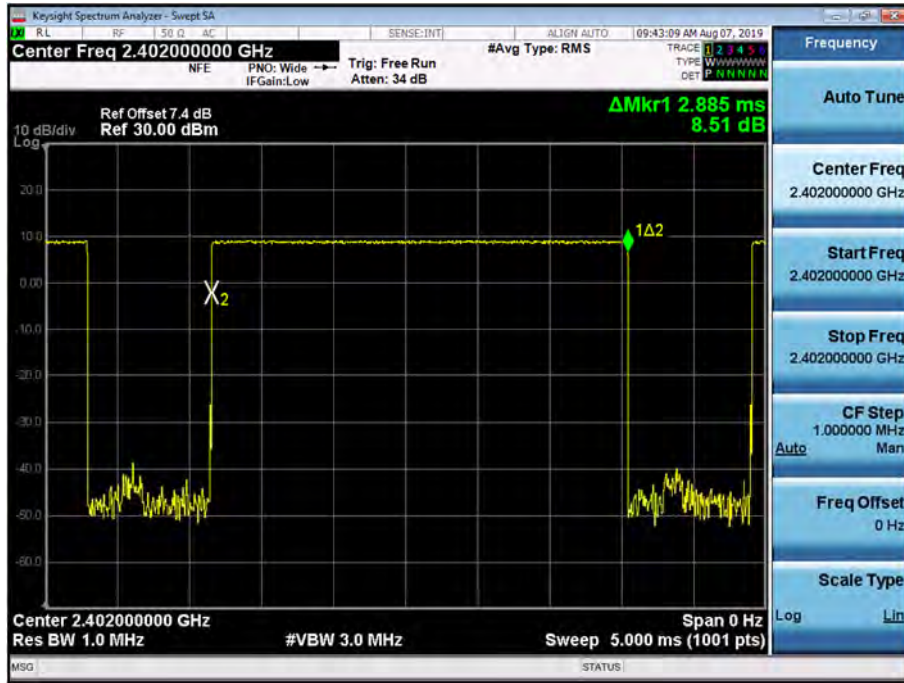 Keysight Spectrum Analyzer - Swept SA
RL RF 50 Ω AC SENSE:INT ALIGN AUTO 09:43:09 AM Aug 07, 2019
Center Freq 2.402000000 GHz
NFE
PNO: Wide
IFGain:Low
Trig: Free Run
Atten: 34 dB
#Avg Type: RMS
TRACE 1 2 3 4 5 6
TYPE WWWWWW
DET P N N N N N
ΔMkr1 2.885 ms
8.51 dB
Ref Offset 7.4 dB
10 dB/div Ref 30.00 dBm
Log
20.0
10.0
0.00
-10.0
-20.0
-30.0
-40.0
-50.0
-60.0
1Δ2
X2
Center 2.402000000 GHz Span 0 Hz
Res BW 1.0 MHz #VBW 3.0 MHz Sweep 5.000 ms (1001 pts)
MSG STATUS
Frequency
Auto Tune
Center Freq
2.402000000 GHz
Start Freq
2.402000000 GHz
Stop Freq
2.402000000 GHz
CF Step
1.000000 MHz
Auto Man
Freq Offset
0 Hz
Scale Type
Log Lin